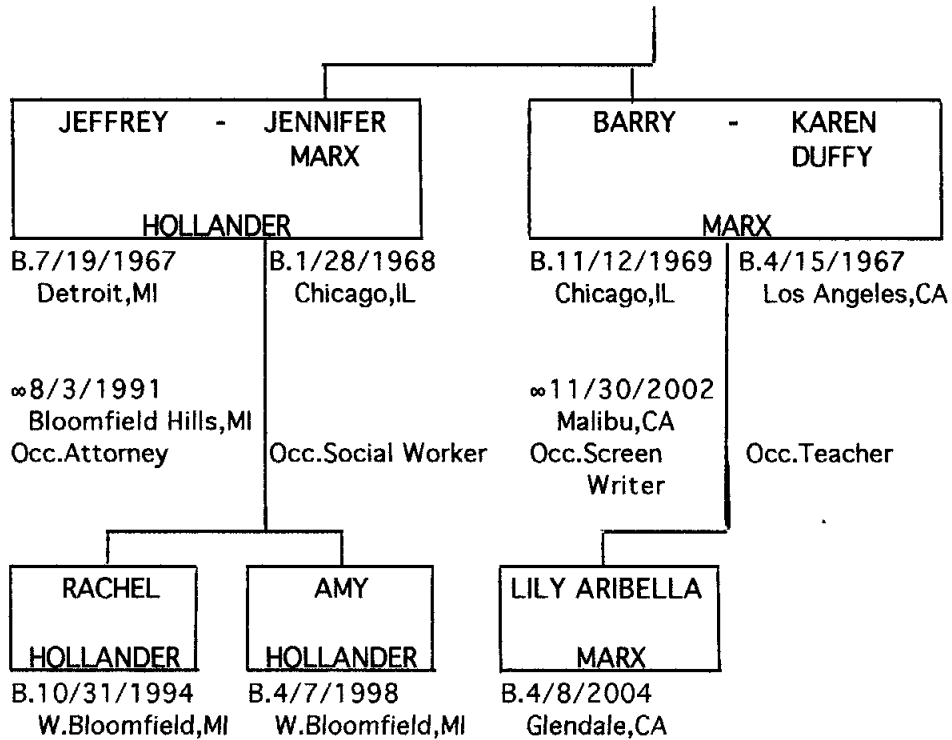 JEFFREY - JENNIFER
MARX
HOLLANDER
B.7/19/1967
Detroit,MI
B.1/28/1968
Chicago,IL
∞8/3/1991
Bloomfield Hills,MI
Occ.Attorney
Occ.Social Worker
BARRY - KAREN
DUFFY
MARX
B.11/12/1969
Chicago,IL
B.4/15/1967
Los Angeles,CA
∞11/30/2002
Malibu,CA
Occ.Screen
Writer
Occ.Teacher
RACHEL
HOLLANDER
B.10/31/1994
W.Bloomfield,MI
AMY
HOLLANDER
B.4/7/1998
W.Bloomfield,MI
LILY ARIBELLA
MARX
B.4/8/2004
Glendale,CA